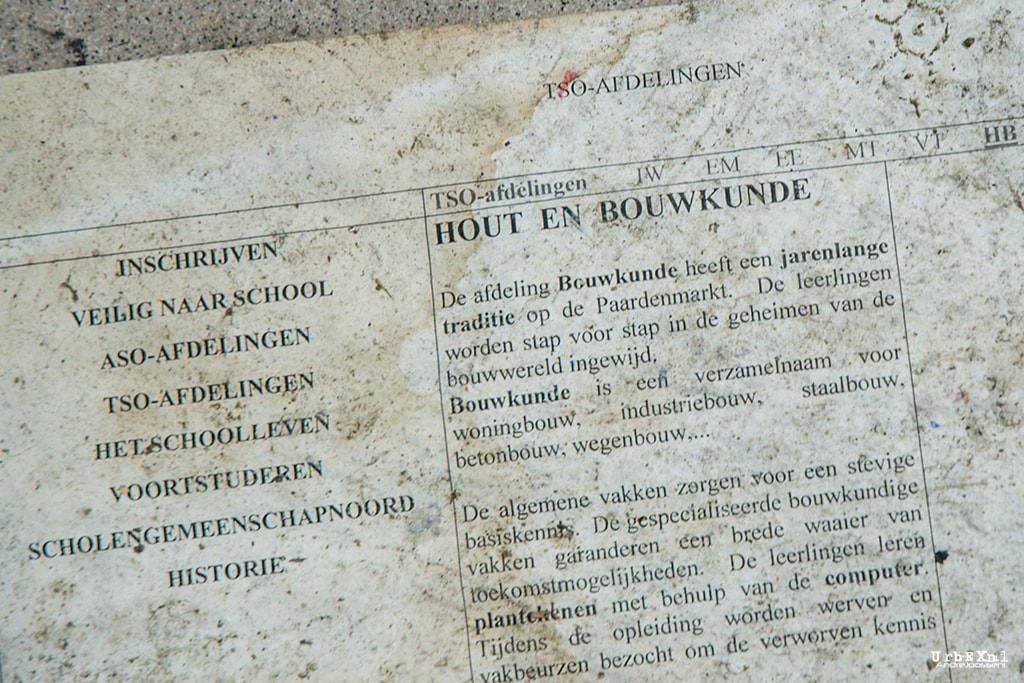 TSO-AFDELINGEN
TSO-afdelingen IW EM EE MT VT HB
INSCHRIJVEN
VEILIG NAAR SCHOOL
ASO-AFDELINGEN
TSO-AFDELINGEN
HET SCHOOLLEVEN
VOORTSTUDEREN
SCHOLENGEMEENSCHAPNOORD
HISTORIE
HOUT EN BOUWKUNDE
De afdeling Bouwkunde heeft een jarenlange
traditie op de Paardenmarkt. De leerlingen
worden stap voor stap in de geheimen van de
bouwwereld ingewijd.
Bouwkunde is een verzamelnaam voor
woningbouw, industriebouw, staalbouw,
betonbouw, wegenbouw,...
De algemene vakken zorgen voor een stevige
basiskennis. De gespecialiseerde bouwkundige
vakken garanderen een brede waaier van
toekomstmogelijkheden. De leerlingen leren
plantekenen met behulp van de computer.
Tijdens de opleiding worden werven en
vakbeurzen bezocht om de verworven kennis
UrbEXnl